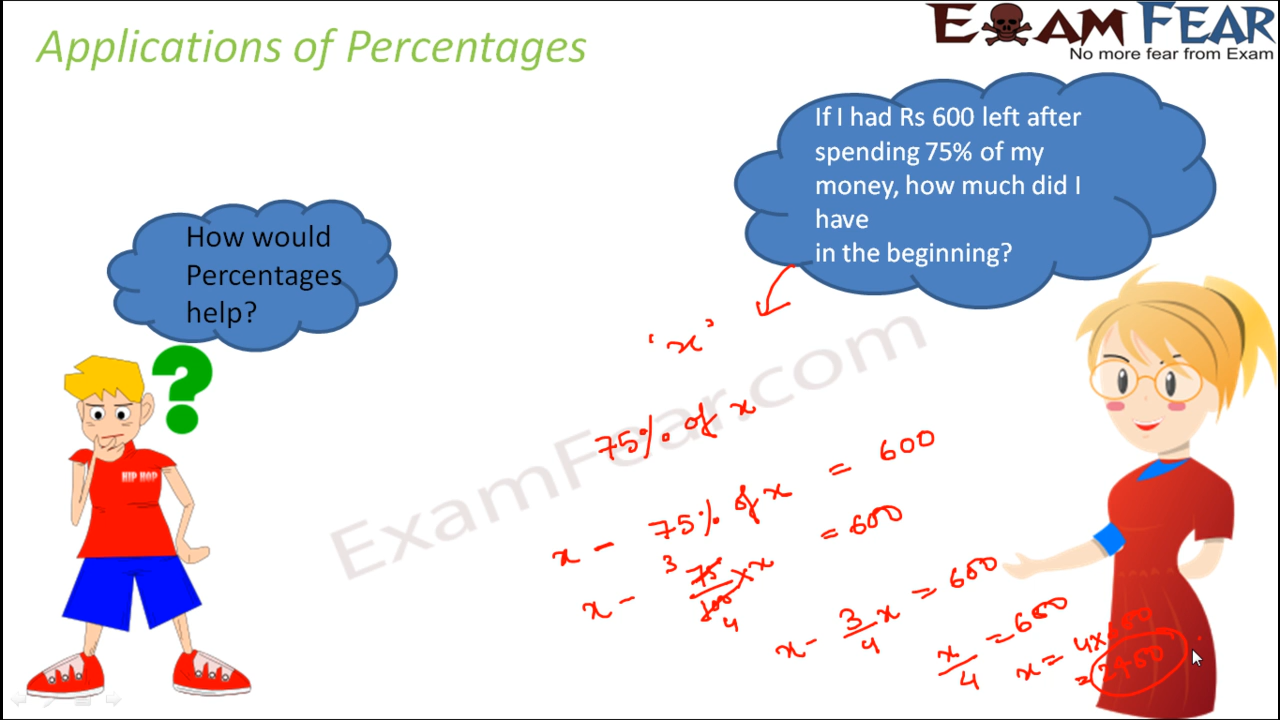 Applications of Percentages
EXAM FEAR
No more fear from Exam
If I had Rs 600 left after
spending 75% of my
money, how much did I
have
in the beginning?
How would
Percentages
help?
?
HIP HOP
ExamFear.com
'x'
75% of x
x - 75% of x = 600
x - 3 75/100 4 × x = 600
x - 3/4 x = 600
x/4 = 600
x = 4×600
= 2400